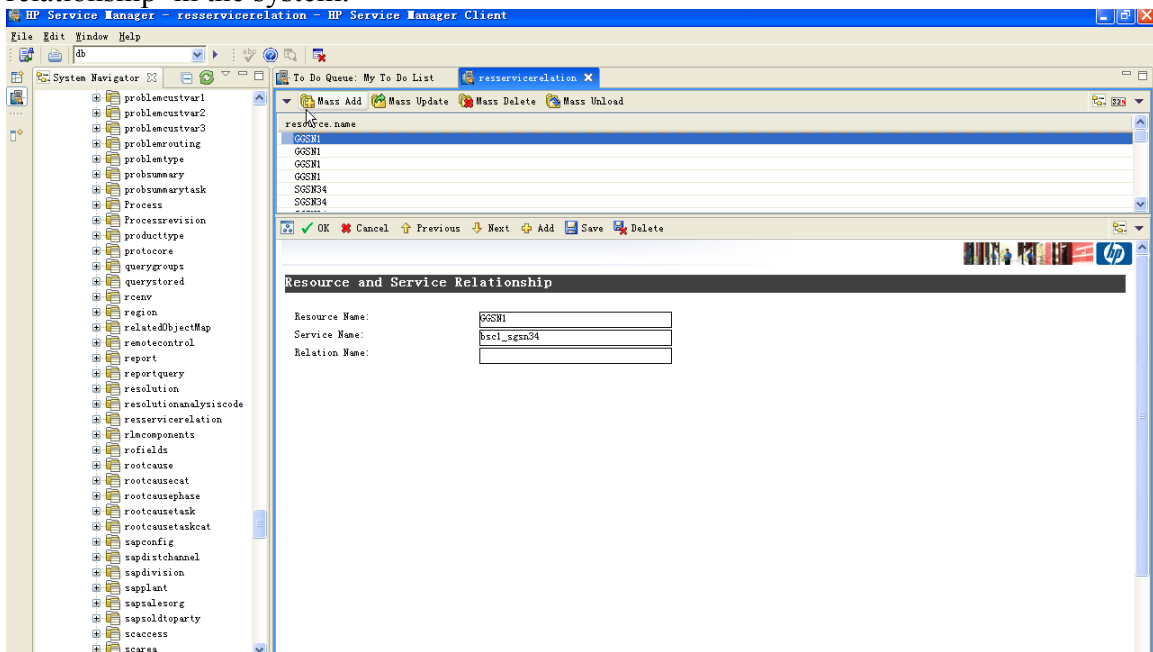 relationship in the system.
HP Service Manager - resservicerelation - HP Service Manager Client
File Edit Window Help
db
System Navigator
To Do Queue: My To Do List
resservicerelation
problemcustvar1
problemcustvar2
problemcustvar3
problemrouting
problemtype
probsummary
probsummarytask
Process
Processrevision
producttype
protocore
querygroups
querystored
rcenv
region
relatedObjectMap
remotecontrol
report
reportquery
resolution
resolutionanalysiscode
resservicerelation
rlmcomponents
rofields
rootcause
rootcausecat
rootcausephase
rootcausetask
rootcausetaskcat
sapconfig
sapdistchannel
sapdivision
sapplant
sapsalesorg
sapsoldtoparty
scaccess
scarea
Mass Add Mass Update Mass Delete Mass Unload
resource.name
GGSN1
GGSN1
GGSN1
GGSN1
SGSN34
SGSN34
OK Cancel Previous Next Add Save Delete
hp
Resource and Service Relationship
Resource Name: GGSN1
Service Name: bsc1_sgsn34
Relation Name: